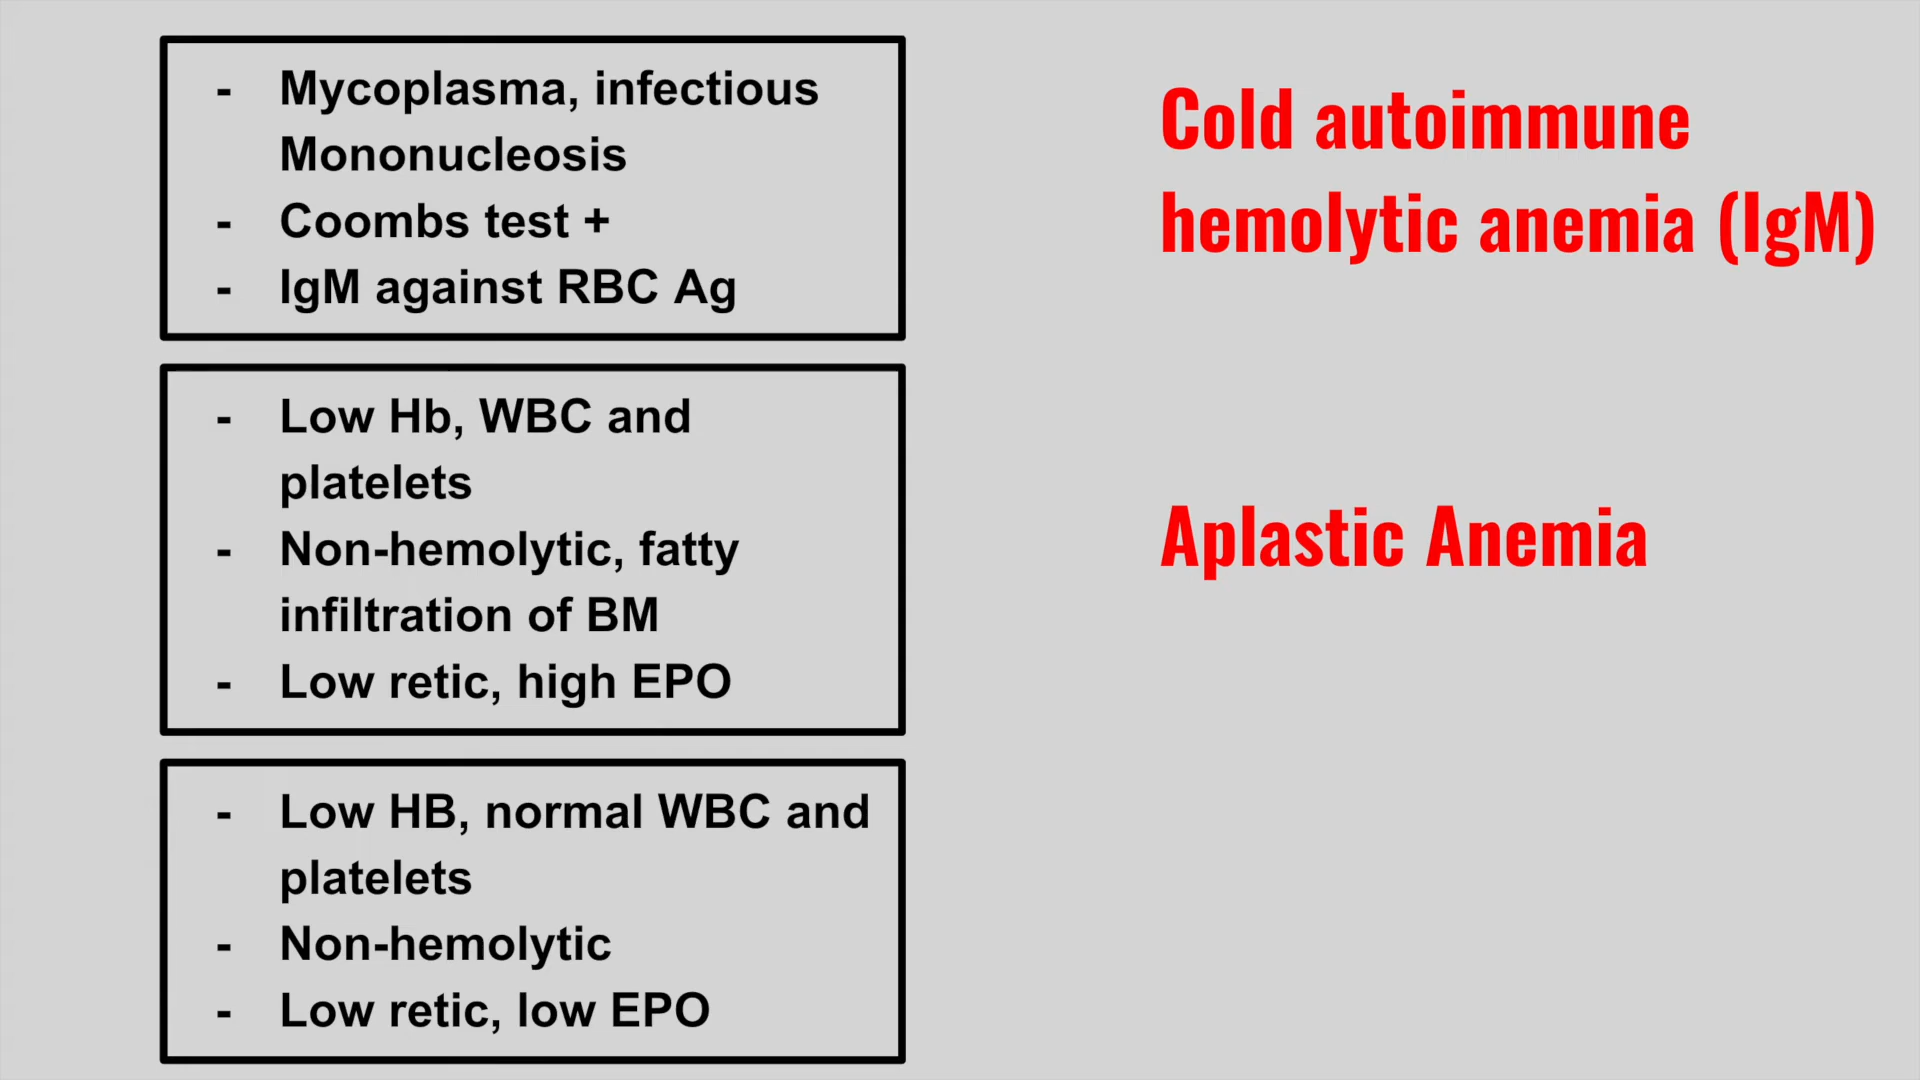 - Mycoplasma, infectious
Mononucleosis
- Coombs test +
- IgM against RBC Ag
Cold autoimmune
hemolytic anemia (IgM)
- Low Hb, WBC and
platelets
- Non-hemolytic, fatty
infiltration of BM
- Low retic, high EPO
Aplastic Anemia
- Low HB, normal WBC and
platelets
- Non-hemolytic
- Low retic, low EPO